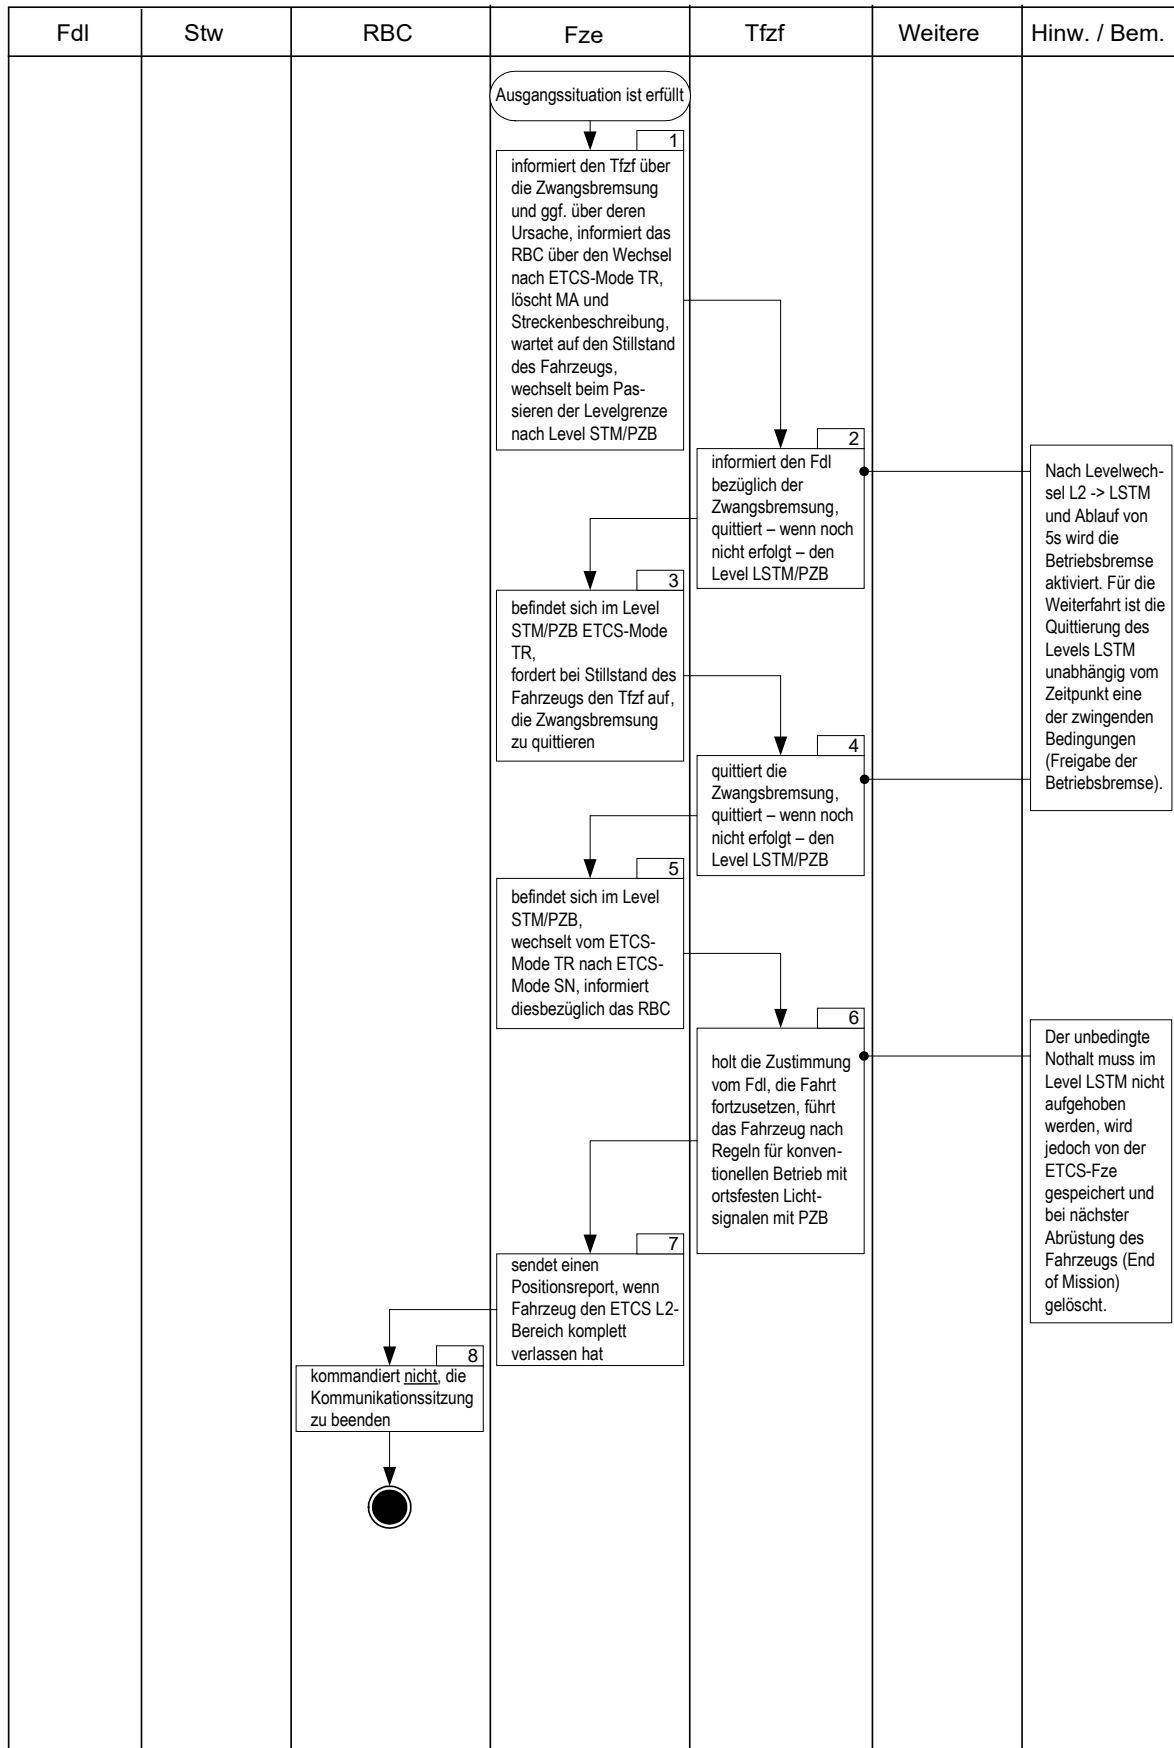 Fdl
Stw
RBC
Fze
Tfzf
Weitere
Hinw. / Bem.
Ausgangssituation ist erfüllt
1
informiert den Tfzf über
die Zwangsbremsung
und ggf. über deren
Ursache, informiert das
RBC über den Wechsel
nach ETCS-Mode TR,
löscht MA und
Streckenbeschreibung,
wartet auf den Stillstand
des Fahrzeugs,
wechselt beim Pas-
sieren der Levelgrenze
nach Level STM/PZB
2
informiert den Fdl
bezüglich der
Zwangsbremsung,
quittiert – wenn noch
nicht erfolgt – den
Level LSTM/PZB
Nach Levelwech-
sel L2 -> LSTM
und Ablauf von
5s wird die
Betriebsbremse
aktiviert. Für die
Weiterfahrt ist die
Quittierung des
Levels LSTM
unabhängig vom
Zeitpunkt eine
der zwingenden
Bedingungen
(Freigabe der
Betriebsbremse).
3
befindet sich im Level
STM/PZB ETCS-Mode
TR,
fordert bei Stillstand des
Fahrzeugs den Tfzf auf,
die Zwangsbremsung
zu quittieren
4
quittiert die
Zwangsbremsung,
quittiert – wenn noch
nicht erfolgt – den
Level LSTM/PZB
5
befindet sich im Level
STM/PZB,
wechselt vom ETCS-
Mode TR nach ETCS-
Mode SN, informiert
diesbezüglich das RBC
6
holt die Zustimmung
vom Fdl, die Fahrt
fortzusetzen, führt
das Fahrzeug nach
Regeln für konven-
tionellen Betrieb mit
ortsfesten Licht-
signalen mit PZB
Der unbedingte
Nothalt muss im
Level LSTM nicht
aufgehoben
werden, wird
jedoch von der
ETCS-Fze
gespeichert und
bei nächster
Abrüstung des
Fahrzeugs (End
of Mission)
gelöscht.
7
sendet einen
Positionsreport, wenn
Fahrzeug den ETCS L2-
Bereich komplett
verlassen hat
8
kommandiert nicht, die
Kommunikationssitzung
zu beenden